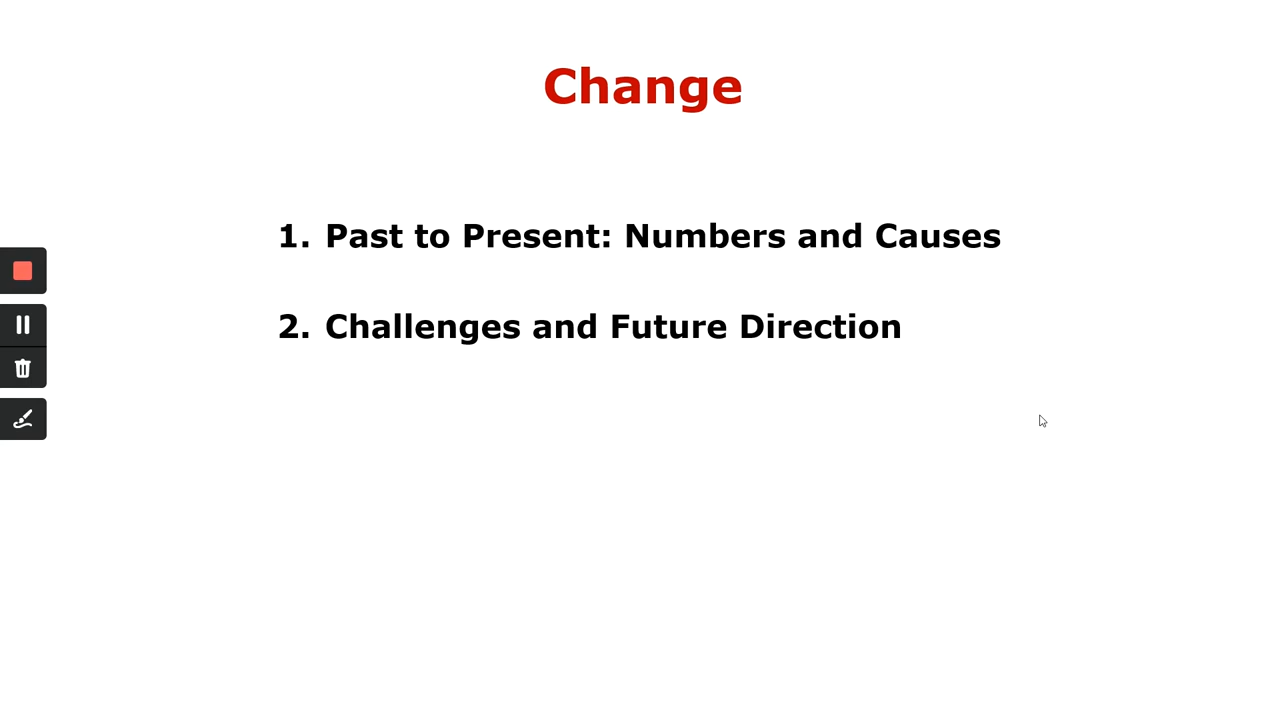 Change
1. Past to Present: Numbers and Causes
2. Challenges and Future Direction